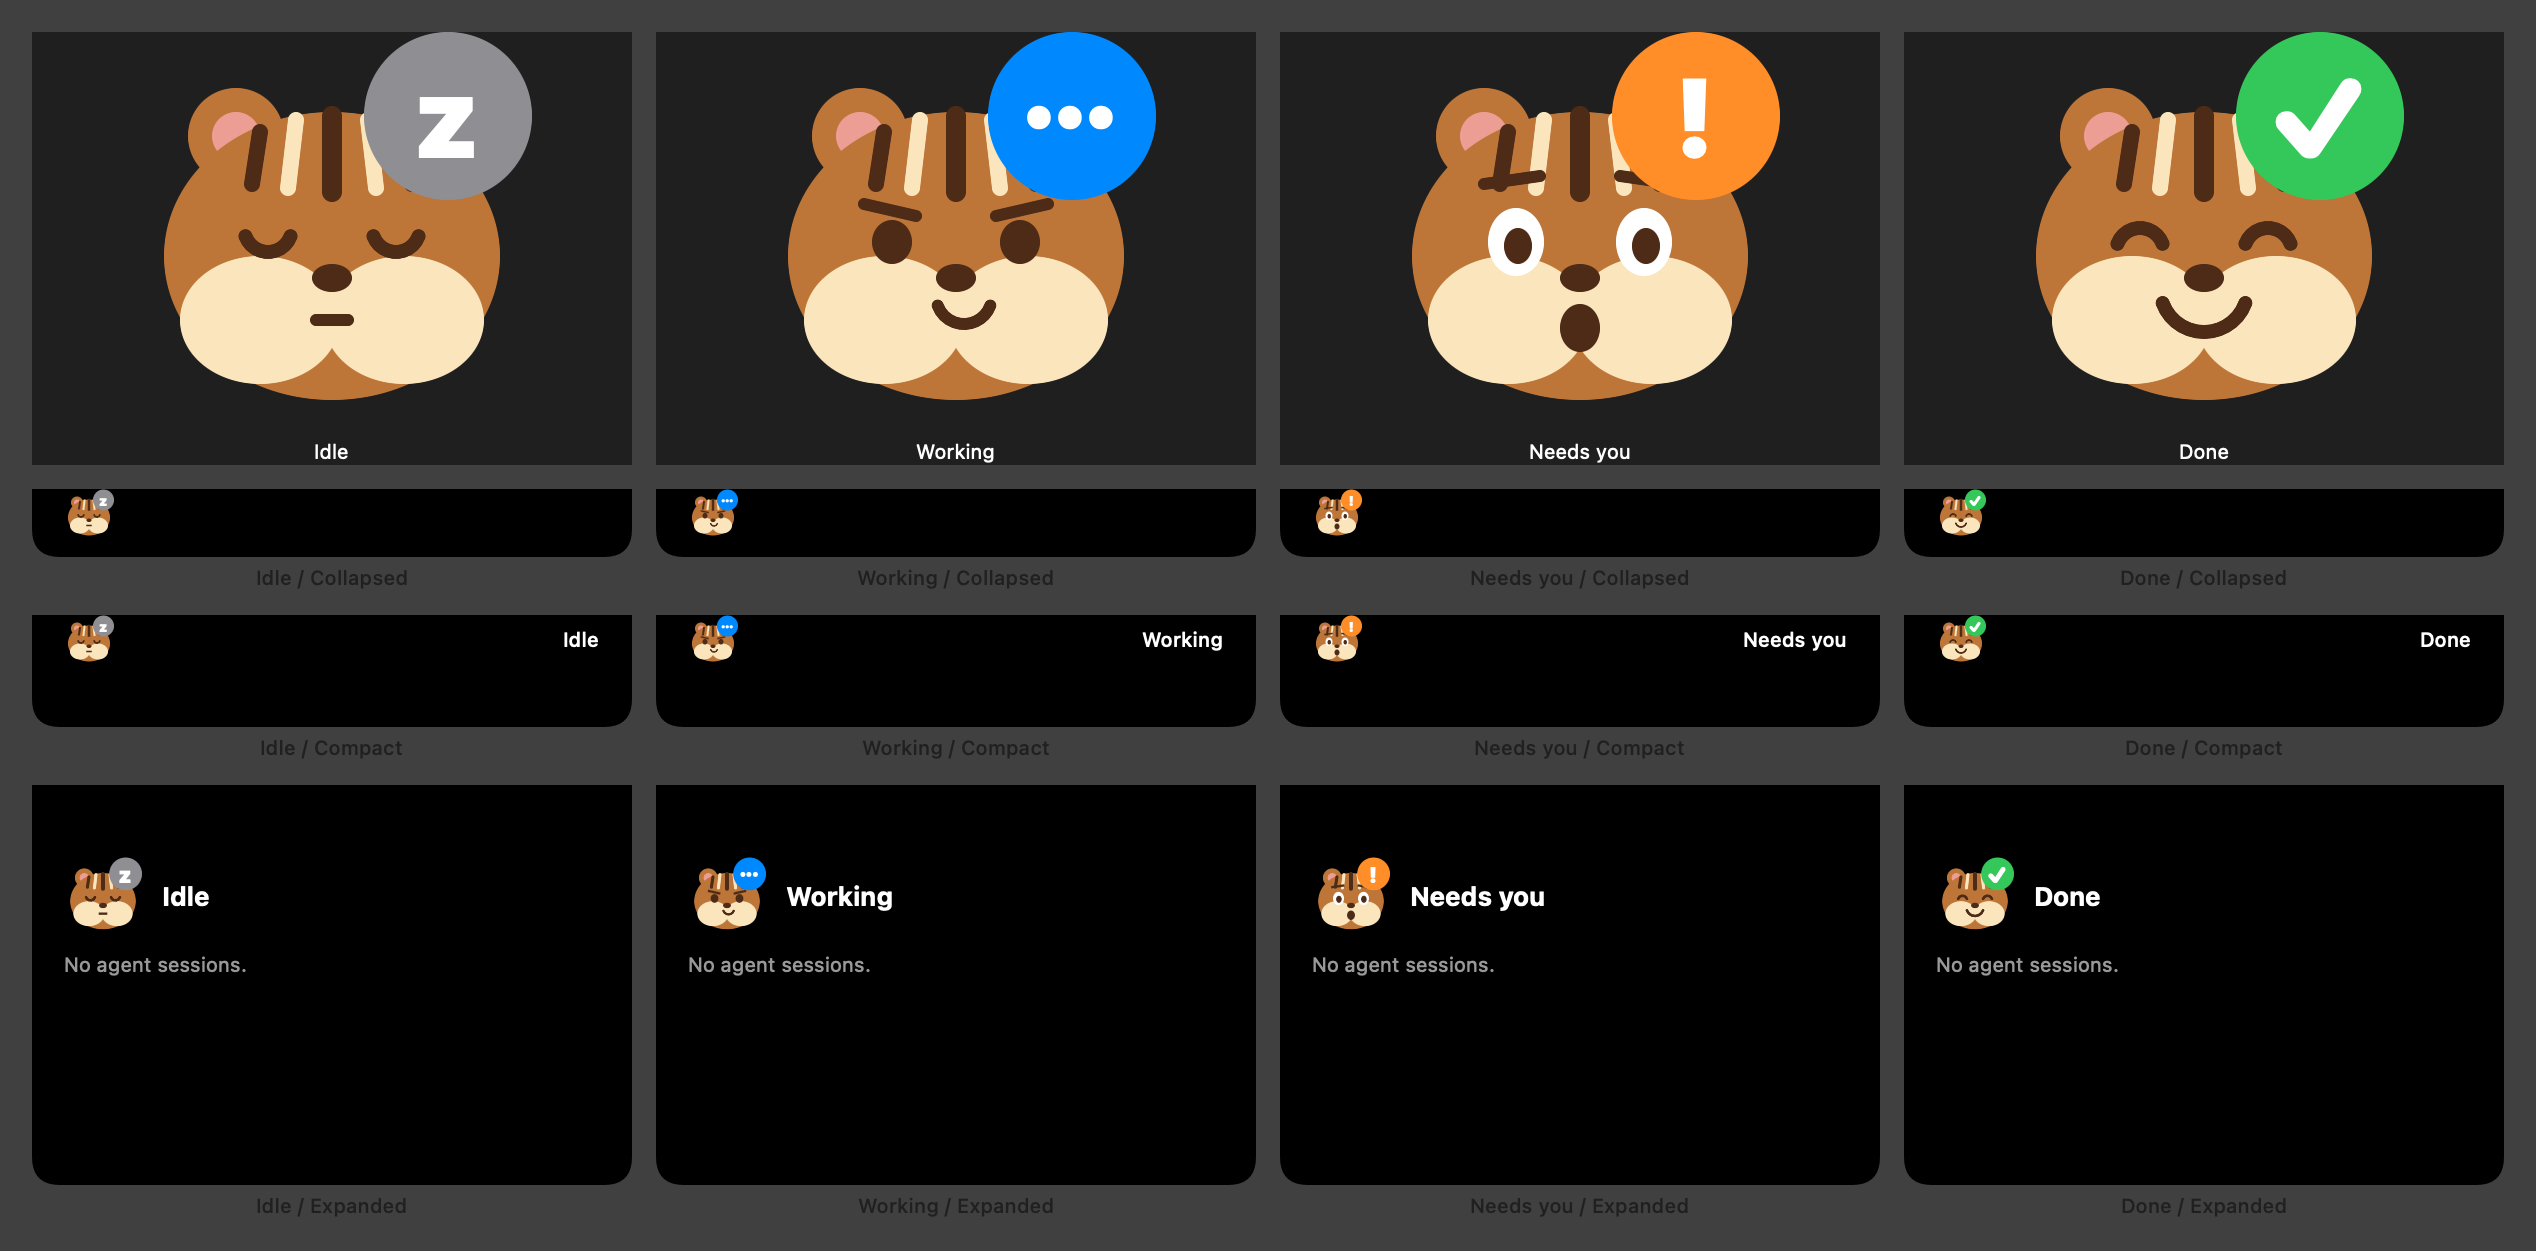 z
!
Idle
Working
Needs you
Done
z
!
Idle / Collapsed
Working / Collapsed
Needs you / Collapsed
Done / Collapsed
z
Idle
Working
!
Needs you
Done
Idle / Compact
Working / Compact
Needs you / Compact
Done / Compact
z
Idle
Working
!
Needs you
Done
No agent sessions.
No agent sessions.
No agent sessions.
No agent sessions.
Idle / Expanded
Working / Expanded
Needs you / Expanded
Done / Expanded